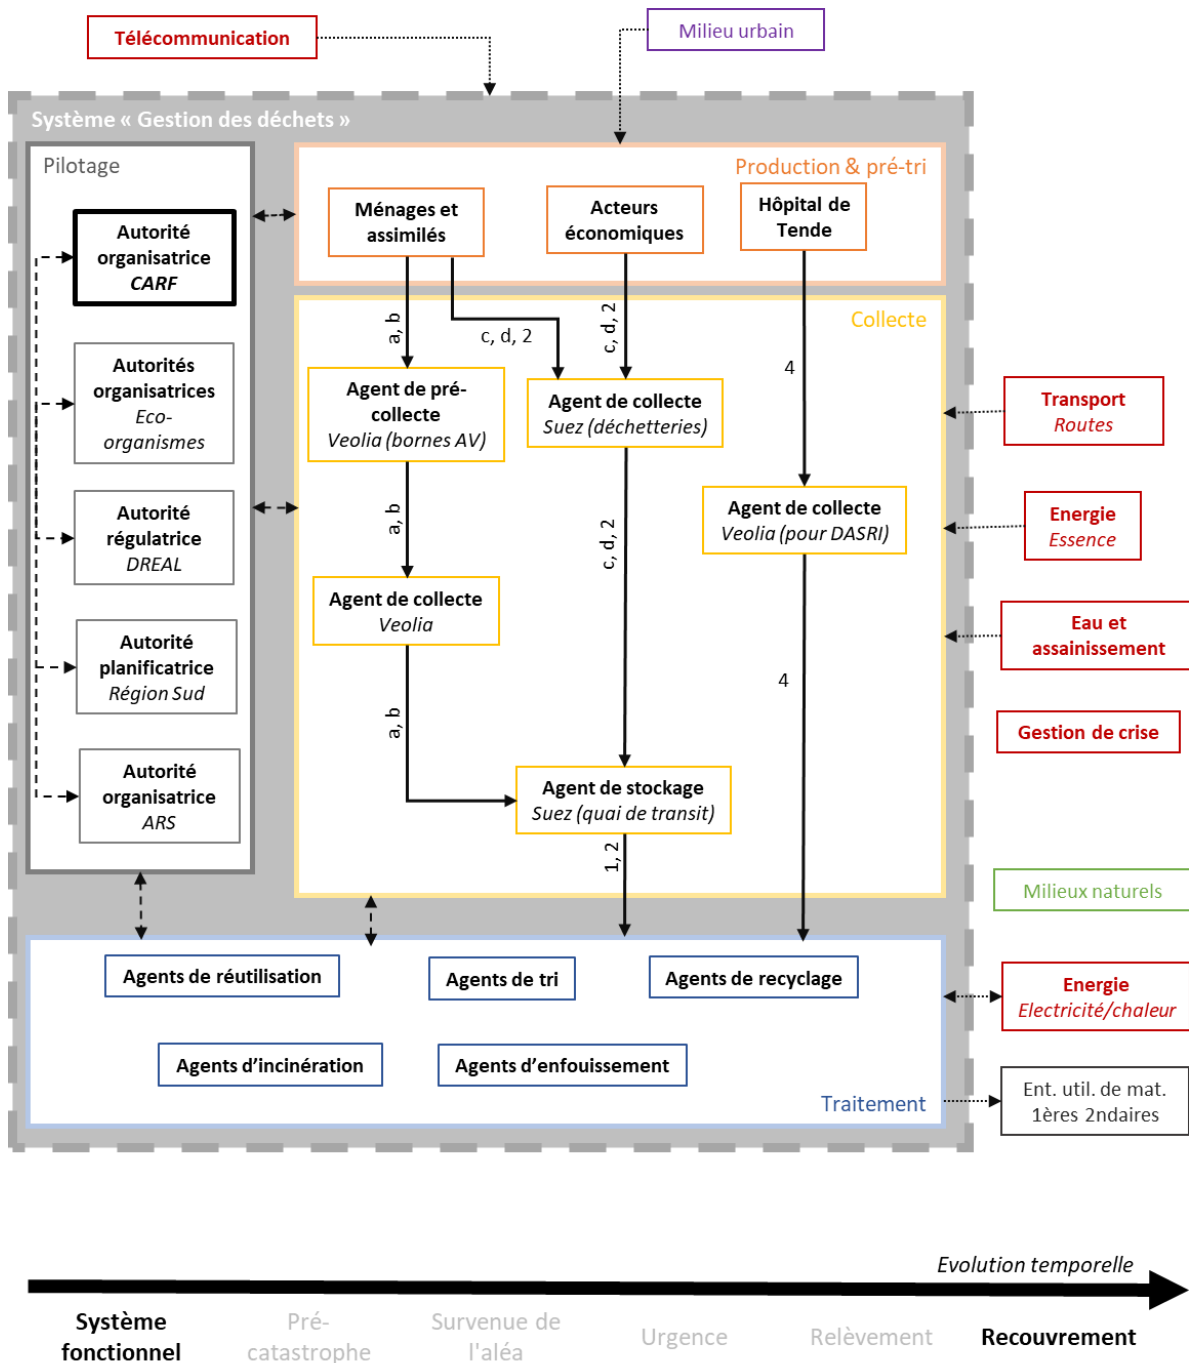 Télécommunication
Milieu urbain
Système « Gestion des déchets »
Pilotage
Autorité
organisatrice
CARF
Autorités
organisatrices
Eco-
organismes
Autorité
régulatrice
DREAL
Autorité
planificatrice
Région Sud
Autorité
organisatrice
ARS
Production & pré-tri
Ménages et
assimilés
Acteurs
économiques
Hôpital de
Tende
Collecte
a, b
c, d, 2
c, d, 2
4
Agent de pré-
collecte
Veolia (bornes AV)
Agent de collecte
Suez (déchetteries)
Agent de collecte
Veolia (pour DASRI)
a, b
c, d, 2
Agent de collecte
Veolia
a, b
4
Agent de stockage
Suez (quai de transit)
1, 2
Transport
Routes
Energie
Essence
Eau et
assainissement
Gestion de crise
Milieux naturels
Energie
Electricité/chaleur
Ent. util. de mat.
1ères 2ndaires
Agents de réutilisation
Agents de tri
Agents de recyclage
Agents d'incinération
Agents d'enfouissement
Traitement
Evolution temporelle
Système
fonctionnel
Pré-
catastrophe
Survenue de
l'aléa
Urgence
Relèvement
Recouvrement